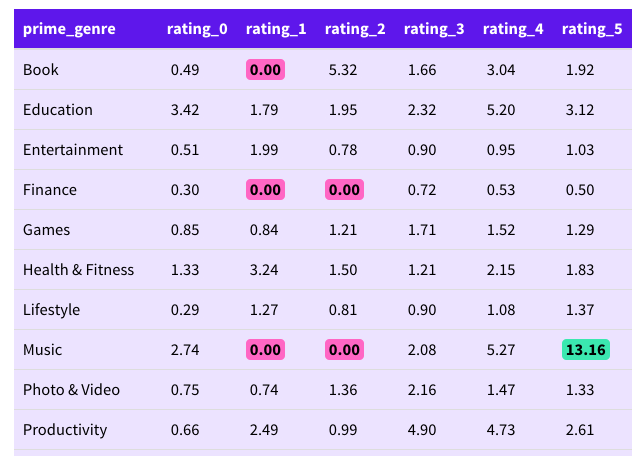 prime_genre rating_0 rating_1 rating_2 rating_3 rating_4 rating_5
Book 0.49 0.00 5.32 1.66 3.04 1.92
Education 3.42 1.79 1.95 2.32 5.20 3.12
Entertainment 0.51 1.99 0.78 0.90 0.95 1.03
Finance 0.30 0.00 0.00 0.72 0.53 0.50
Games 0.85 0.84 1.21 1.71 1.52 1.29
Health & Fitness 1.33 3.24 1.50 1.21 2.15 1.83
Lifestyle 0.29 1.27 0.81 0.90 1.08 1.37
Music 2.74 0.00 0.00 2.08 5.27 13.16
Photo & Video 0.75 0.74 1.36 2.16 1.47 1.33
Productivity 0.66 2.49 0.99 4.90 4.73 2.61